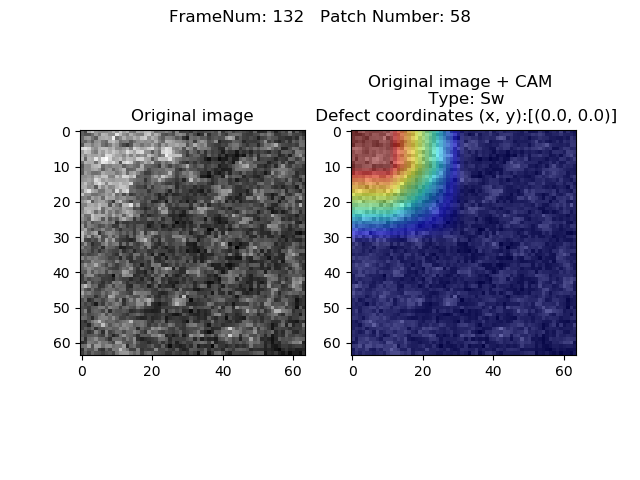 FrameNum: 132   Patch Number: 58
Original image
0
10
20
30
40
50
60
0 20 40 60
Original image + CAM
Type: Sw
Defect coordinates (x, y):[(0.0, 0.0)]
0
10
20
30
40
50
60
0 20 40 60